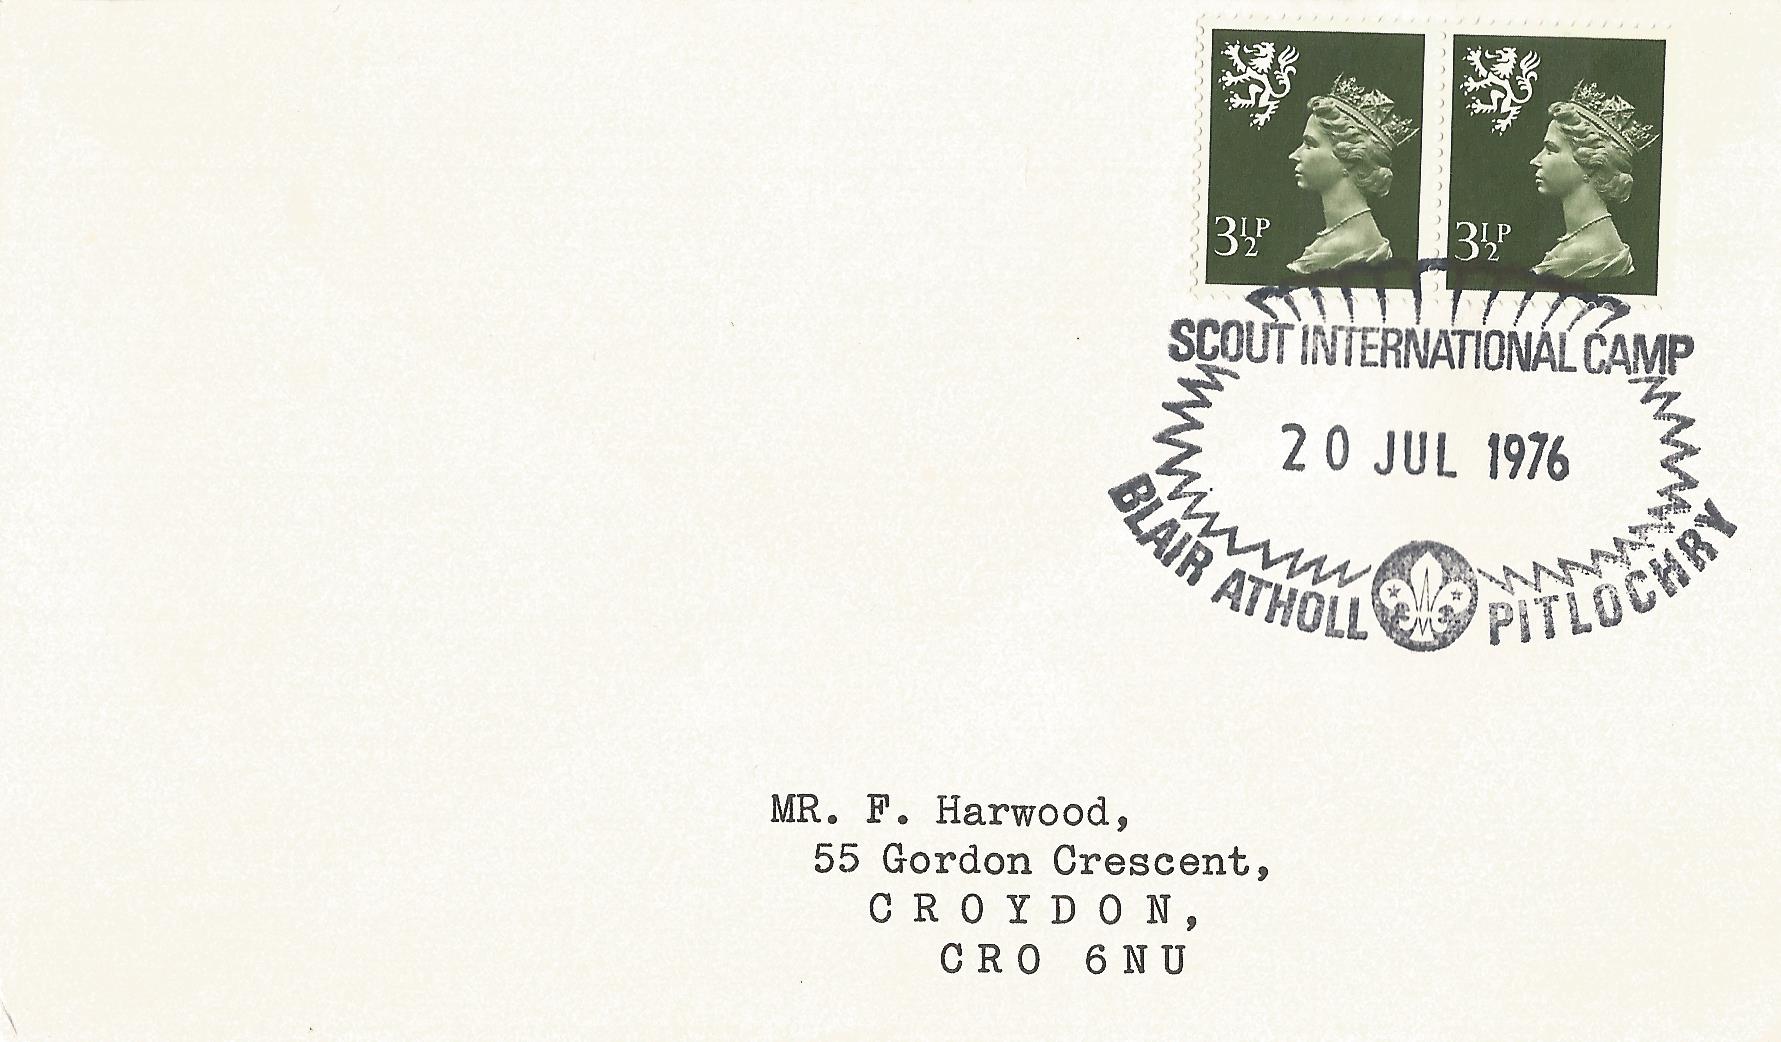 3½P 3½P
SCOUT INTERNATIONAL CAMP
20 JUL 1976
BLAIR ATHOLL PITLOCHRY
MR. F. Harwood,
55 Gordon Crescent,
CROYDON,
CRO 6NU